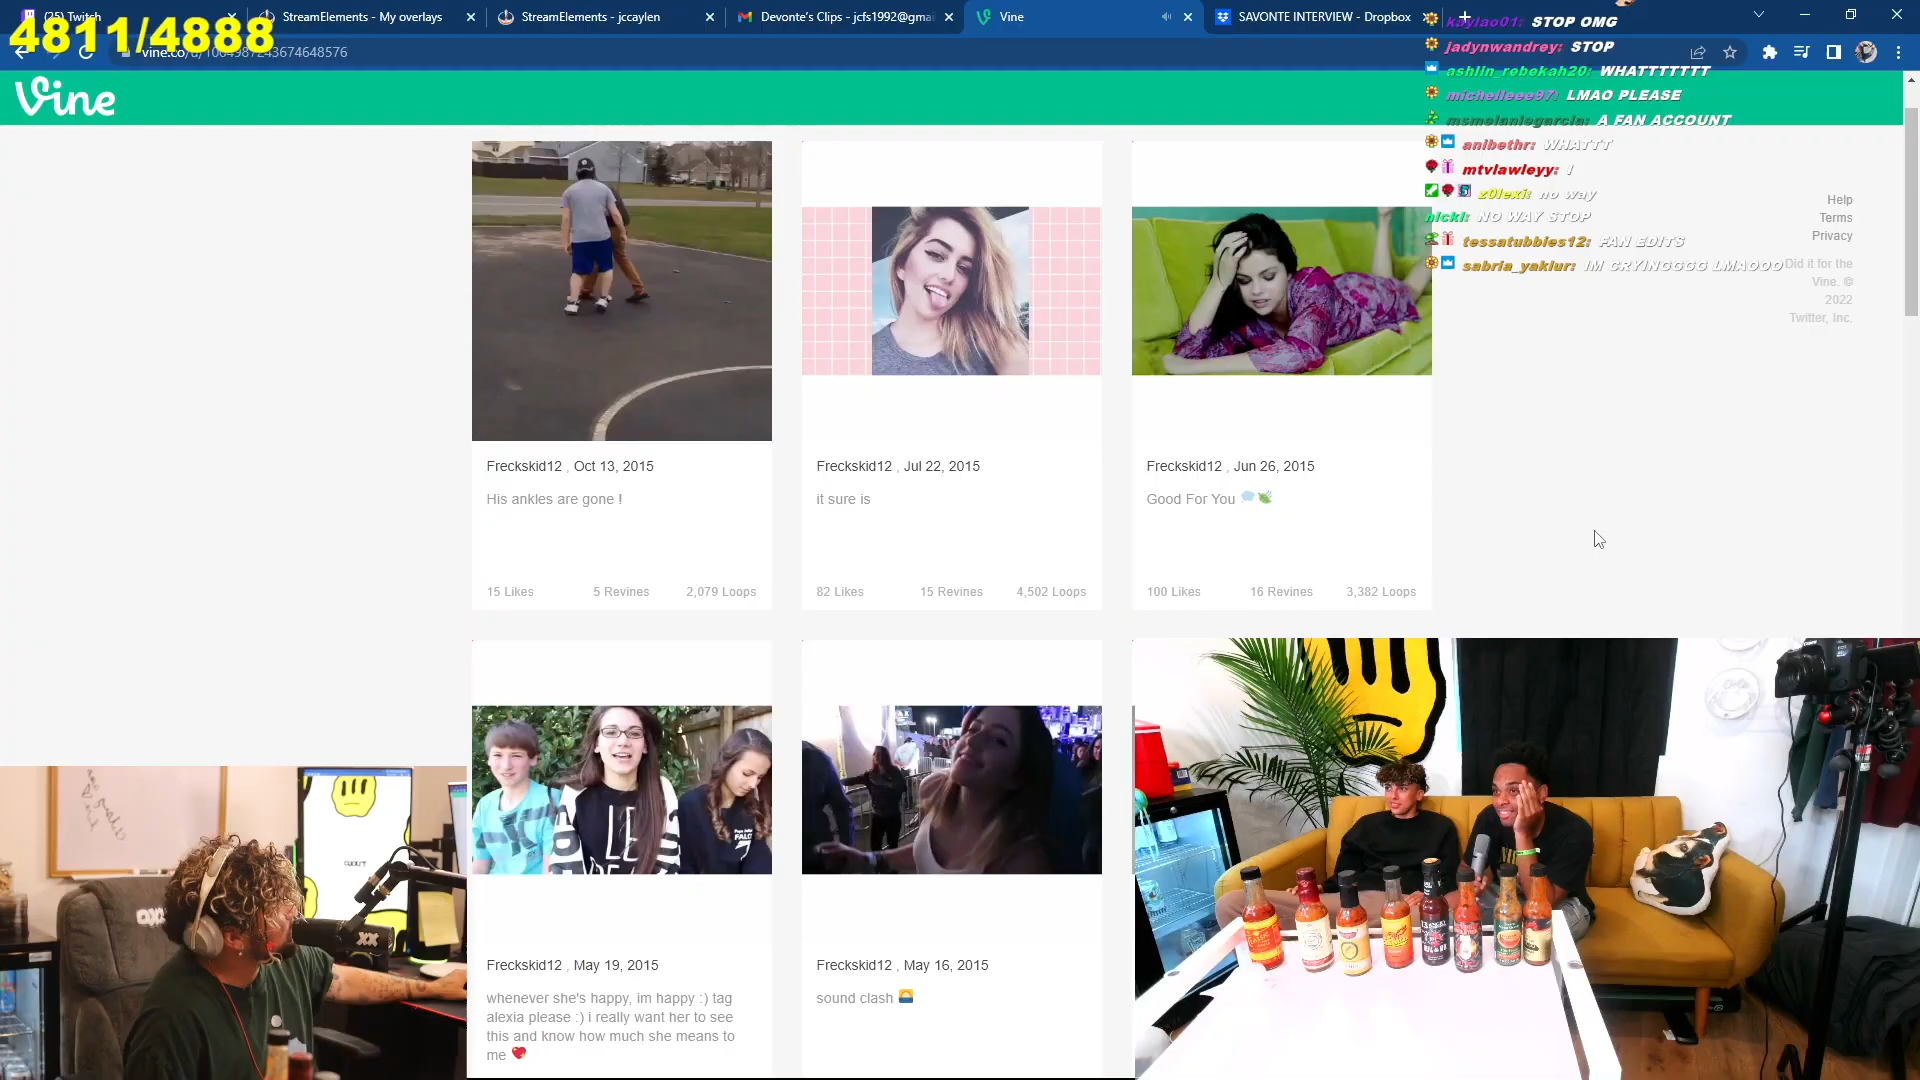 (25) Twitch
StreamElements - My overlays
StreamElements - jccaylen
Devonte's Clips - jcfs1992@gmai
Vine
SAVONTE INTERVIEW - Dropbox
4811/4888
kaylao01: STOP OMG
jadynwandrey: STOP
ashlin_rebekah20: WHATTTTTTT
michelleee97: LMAO PLEASE
msmelaniegarcia: A FAN ACCOUNT
anibethr: WHATTT
mtvlawleyy: I
z0lexi: no way
nicki: NO WAY STOP
tessatubbies12: FAN EDITS
sabria_yaklur: IM CRYINGGGG LMAOOO
Vine
Help
Terms
Privacy
Did it for the
Vine. ©
2022
Twitter, Inc.
Freckskid12 , Oct 13, 2015
His ankles are gone !
15 Likes 5 Revines 2,079 Loops
Freckskid12 , Jul 22, 2015
it sure is
82 Likes 15 Revines 4,502 Loops
Freckskid12 , Jun 26, 2015
Good For You 💨🍃
100 Likes 16 Revines 3,382 Loops
Freckskid12 , May 19, 2015
whenever she's happy, im happy :) tag
alexia please :) i really want her to see
this and know how much she means to
me ❤️
Freckskid12 , May 16, 2015
sound clash 🌅